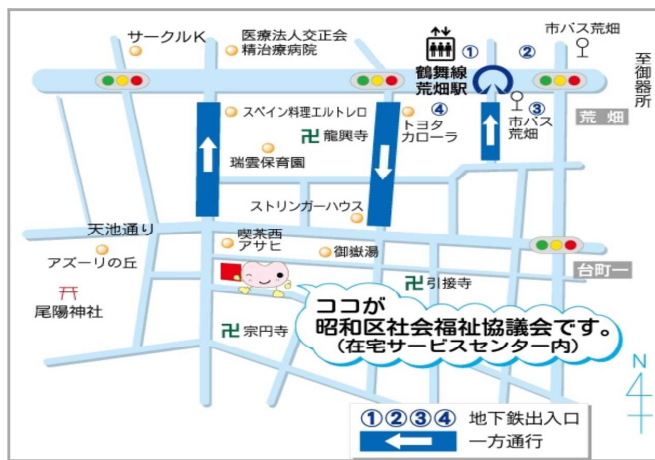 サークルK
医療法人交正会
精治療病院
市バス荒畑
至御器所
①
②
鶴舞線
荒畑駅
④
③
市バス
荒畑
荒畑
スペイン料理エルトレロ
卍龍興寺
トヨタ
カローラ
瑞雲保育園
ストリンガーハウス
天池通り
喫茶西
アサヒ
御嶽湯
アズーリの丘
台町一
尾陽神社
卍引接寺
卍宗円寺
ココが
昭和区社会福祉協議会です。
(在宅サービスセンター内)
N
①②③④ 地下鉄出入口
一方通行